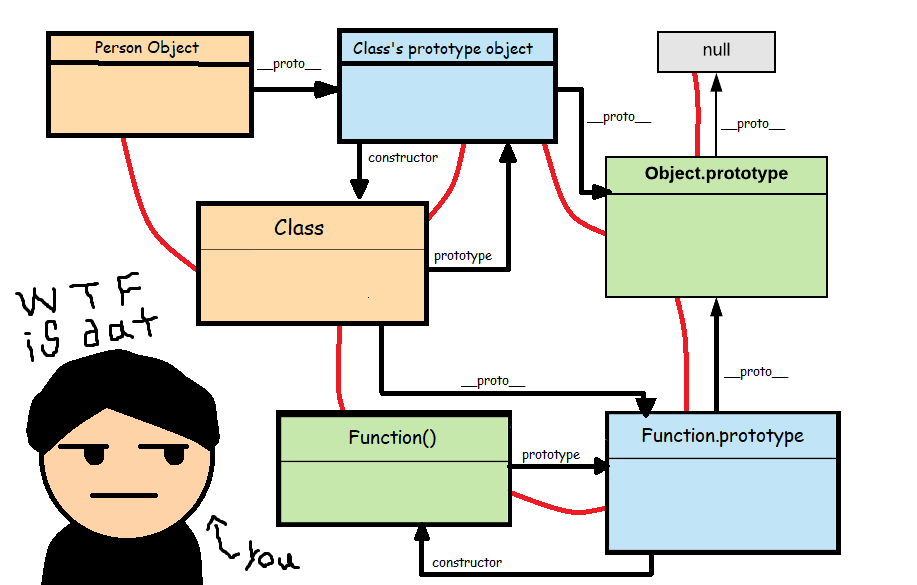 Person Object
__proto__
Class's prototype object
null
__proto__
__proto__
constructor
Object.prototype
Class
prototype
WTF
is dat
__proto__
__proto__
Function()
prototype
Function.prototype
you
constructor